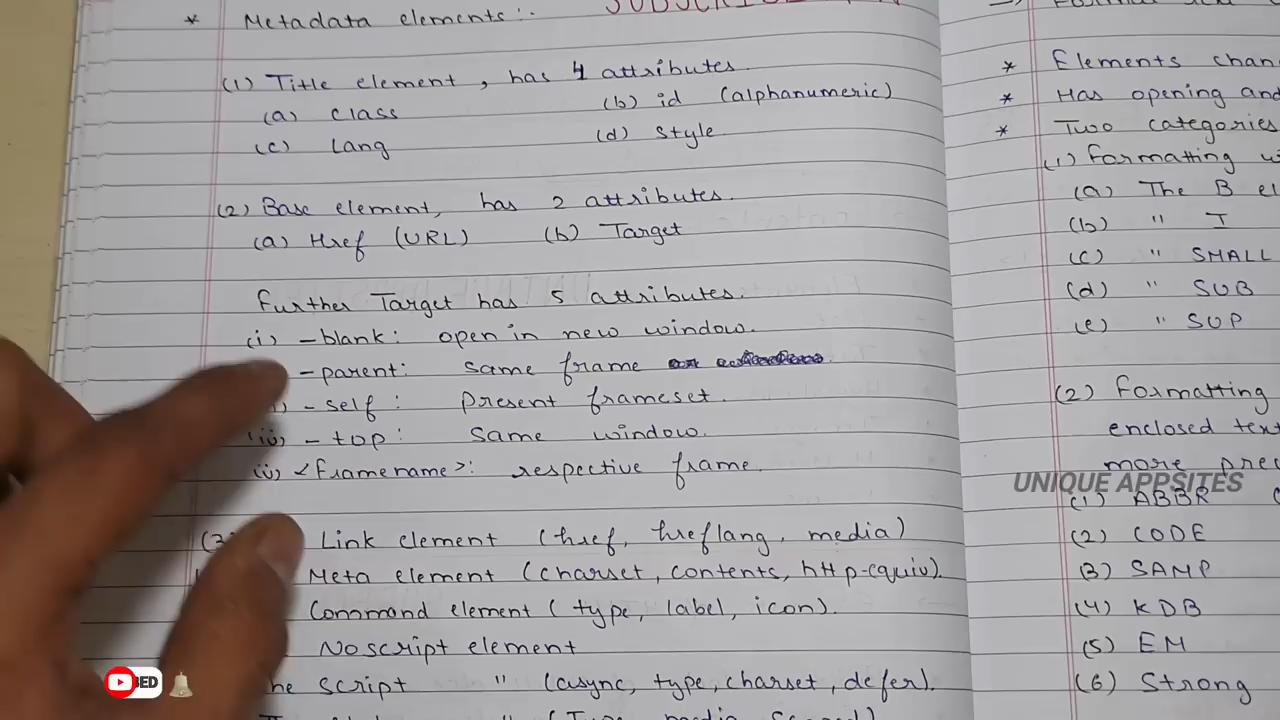 * Metadata elements:-
(1) Title element, has 4 attributes.
(a) class (b) id (alphanumeric)
(c) Lang (d) Style
(2) Base element, has 2 attributes.
(a) Href (URL) (b) Target
Further Target has 5 attributes.
(i) -blank: open in new window.
-parent: same frame
-self: Present frameset.
-top: Same window.
(v) <Framename>: respective frame.
(3) Link element (href, hreflang, media)
Meta element (charset, contents, http-equiv).
Command element (type, label, icon).
Noscript element
script " (async, type, charset, defer).
* Elements
* Has opening and
* Two categories
(1) Formatting
(a) The B
(b) " I
(c) " SMALL
(d) " SUB
(e) " SUP
(2) Formatting
enclosed
more
UNIQUE APPSITES
(1) ABBR
(2) CODE
(3) SAMP
(4) KDB
(5) EM
(6) Strong